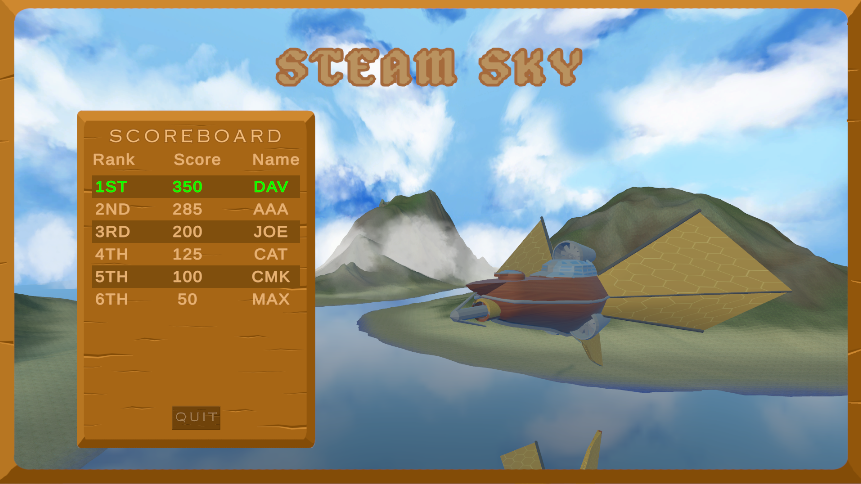 STEAM SKY
SCOREBOARD
Rank Score Name
1ST 350 DAV
2ND 285 AAA
3RD 200 JOE
4TH 125 CAT
5TH 100 CMK
6TH 50 MAX
QUIT